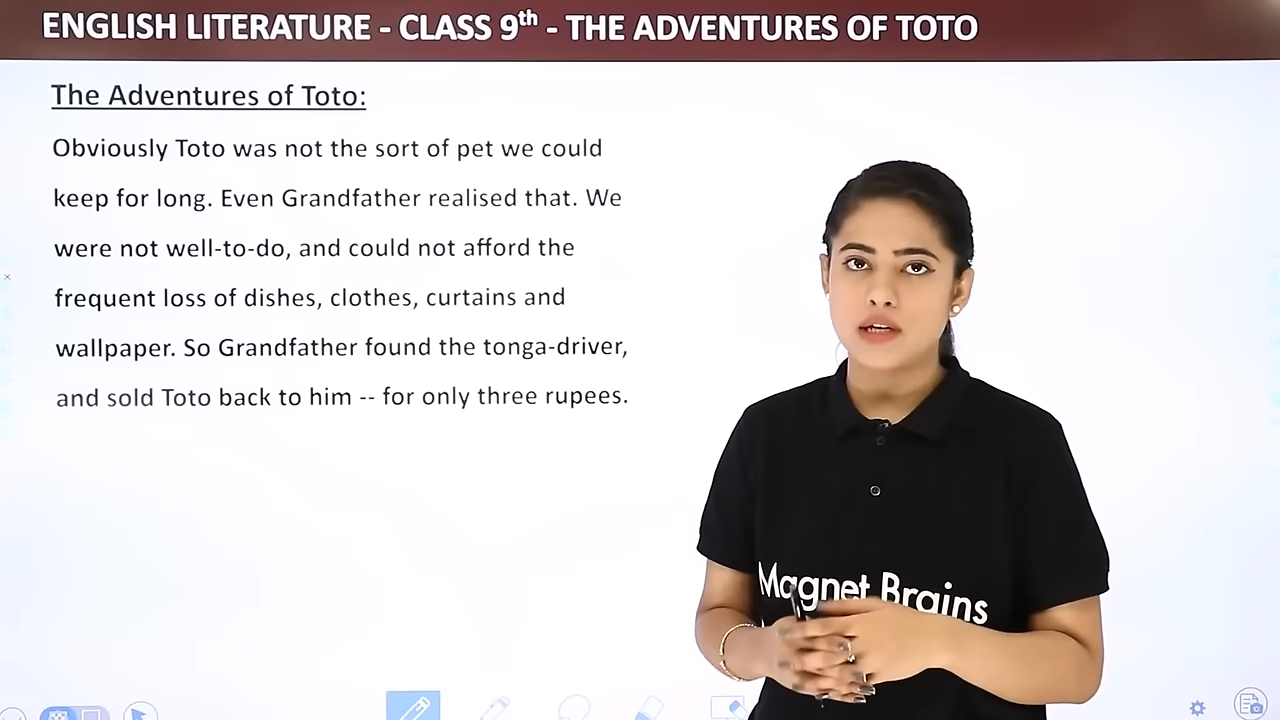 ENGLISH LITERATURE - CLASS 9th - THE ADVENTURES OF TOTO
The Adventures of Toto:
Obviously Toto was not the sort of pet we could
keep for long. Even Grandfather realised that. We
were not well-to-do, and could not afford the
frequent loss of dishes, clothes, curtains and
wallpaper. So Grandfather found the tonga-driver,
and sold Toto back to him -- for only three rupees.
Magnet Brains